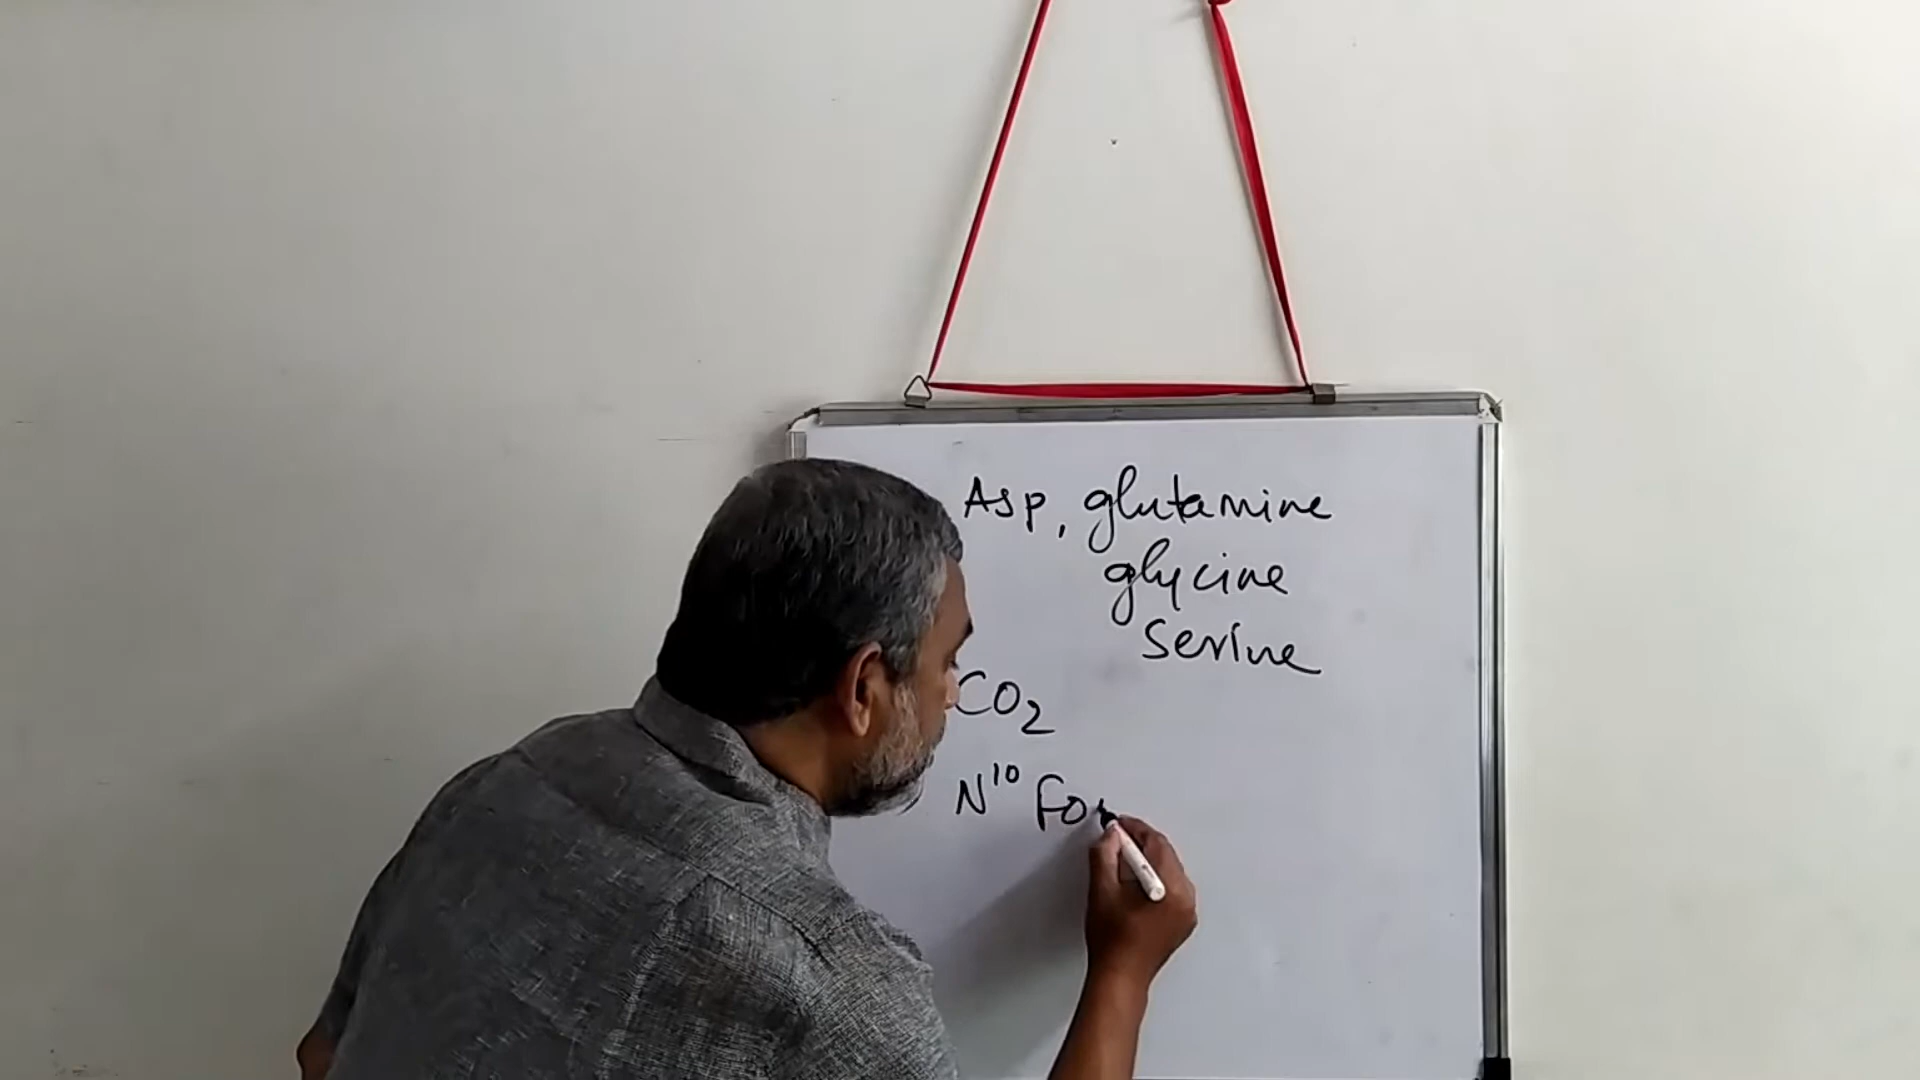 Asp, glutamine
glycine
Serine
CO₂
N¹⁰ For